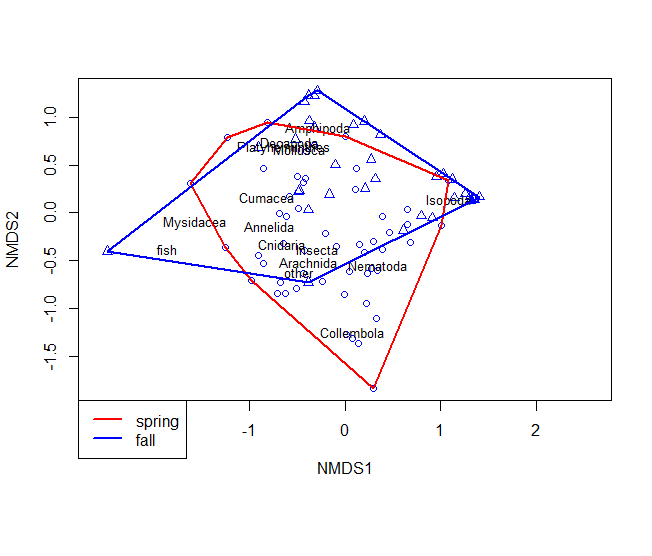 1.0
0.5
0.0
-0.5
-1.0
-1.5
NMDS2
Amphipoda
Decapoda
Platyhelminthes
Mollusca
Cumacea
Isopoda
Mysidacea
Annelida
Cnidaria
Insecta
fish
Arachnida
Nematoda
other
Collembola
spring
fall
-1
0
1
2
NMDS1